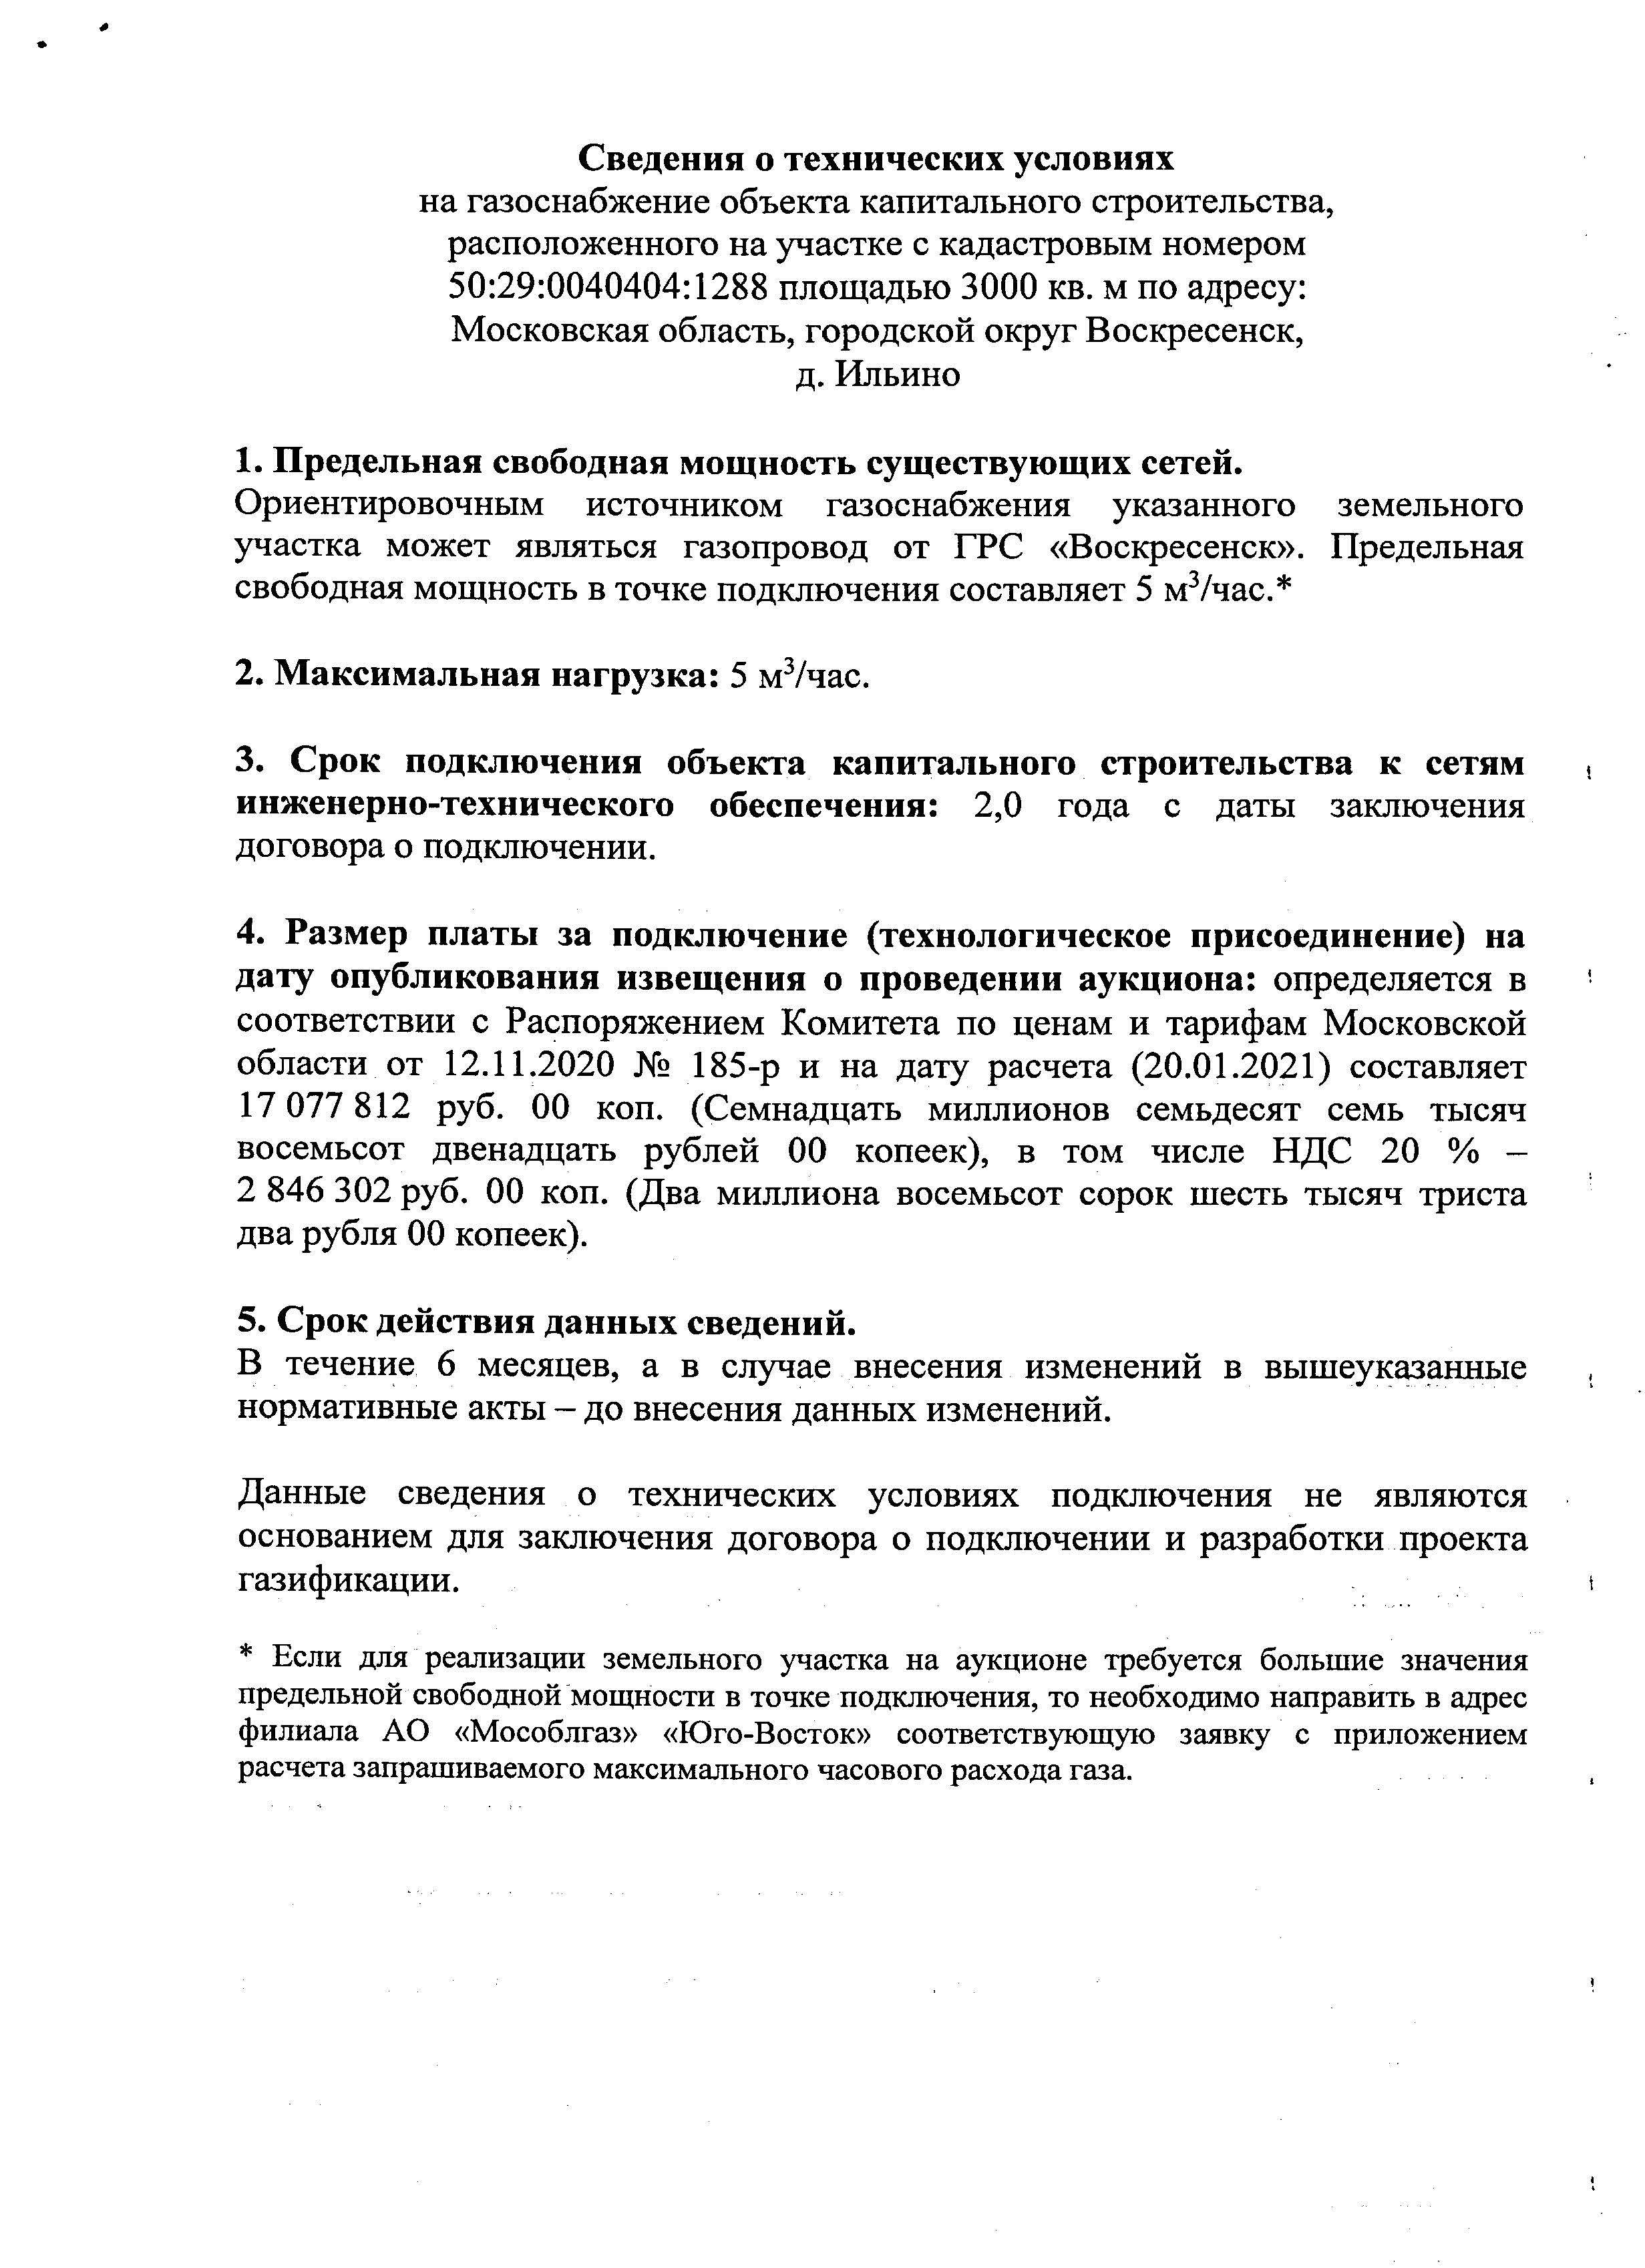 Сведения о технических условиях
на газоснабжение объекта капитального строительства,
расположенного на участке с кадастровым номером
50:29:0040404:1288 площадью 3000 кв. м по адресу:
Московская область, городской округ Воскресенск,
д. Ильино
1. Предельная свободная мощность существующих сетей.
Ориентировочным источником газоснабжения указанного земельного
участка может являться газопровод от ГРС «Воскресенск». Предельная
свободная мощность в точке подключения составляет 5 м³/час.*
2. Максимальная нагрузка: 5 м³/час.
3. Срок подключения объекта капитального строительства к сетям
инженерно-технического обеспечения: 2,0 года с даты заключения
договора о подключении.
4. Размер платы за подключение (технологическое присоединение) на
дату опубликования извещения о проведении аукциона: определяется в
соответствии с Распоряжением Комитета по ценам и тарифам Московской
области от 12.11.2020 № 185-р и на дату расчета (20.01.2021) составляет
17 077 812 руб. 00 коп. (Семнадцать миллионов семьдесят семь тысяч
восемьсот двенадцать рублей 00 копеек), в том числе НДС 20 % –
2 846 302 руб. 00 коп. (Два миллиона восемьсот сорок шесть тысяч триста
два рубля 00 копеек).
5. Срок действия данных сведений.
В течение 6 месяцев, а в случае внесения изменений в вышеуказанные
нормативные акты – до внесения данных изменений.
Данные сведения о технических условиях подключения не являются
основанием для заключения договора о подключении и разработки проекта
газификации.
* Если для реализации земельного участка на аукционе требуется большие значения
предельной свободной мощности в точке подключения, то необходимо направить в адрес
филиала АО «Мособлгаз» «Юго-Восток» соответствующую заявку с приложением
расчета запрашиваемого максимального часового расхода газа.